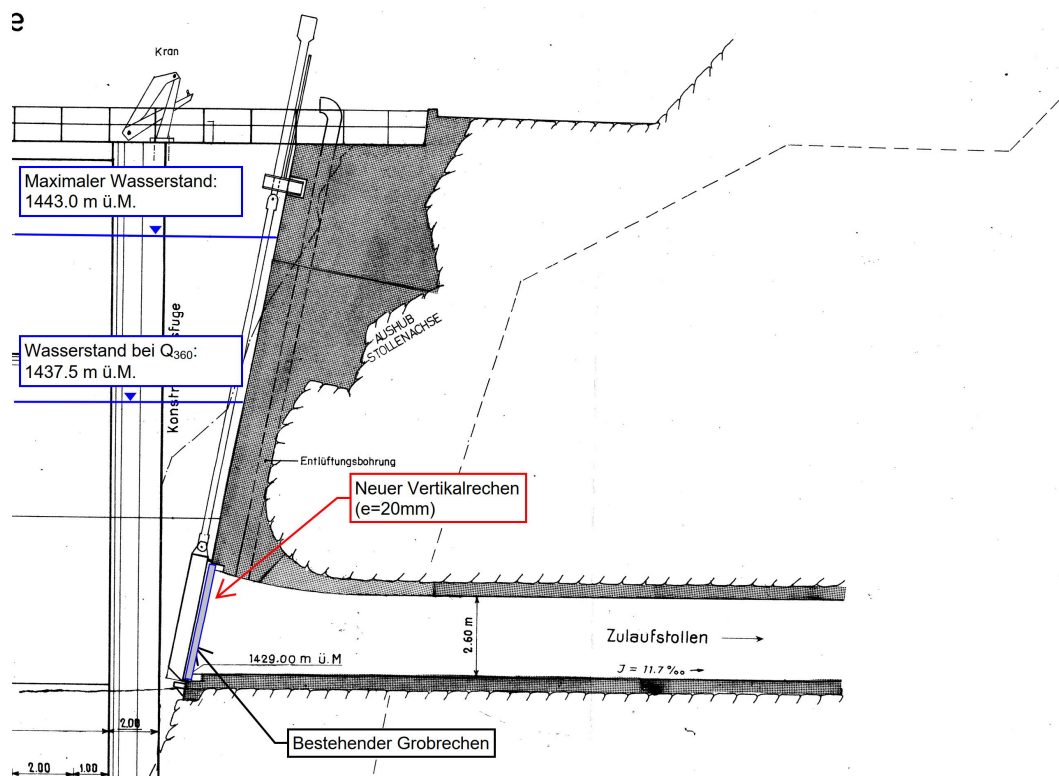 e
Kran
Maximaler Wasserstand:
1443.0 m ü.M.
Wasserstand bei Q₃₆₀:
1437.5 m ü.M.
Konstr
sfuge
AUSHUB
STOLLENACHSE
Entlüftungsbohrung
Neuer Vertikalrechen
(e=20mm)
2.60 m
Zulaufstollen
1429.00 m ü.M
J = 11.7 ‰
Bestehender Grobrechen
2.00
2.00
1.00